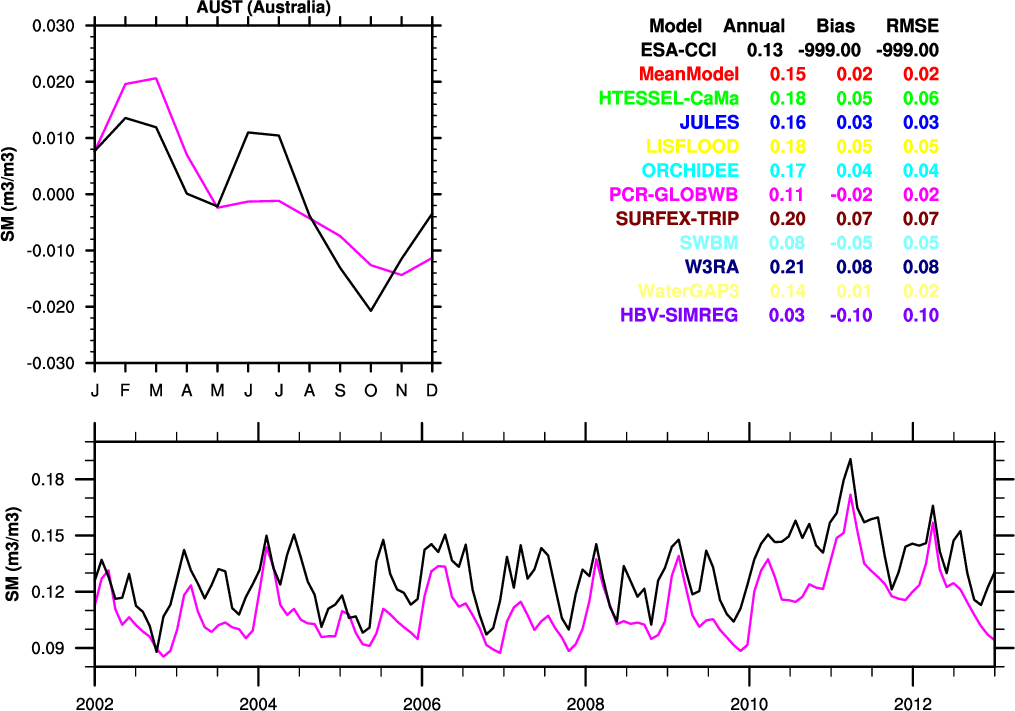 AUST (Australia)
0.030
0.020
0.010
0.000
-0.010
-0.020
-0.030
SM (m3/m3)
J F M A M J J A S O N D
Model Annual Bias RMSE
ESA-CCI 0.13 -999.00 -999.00
MeanModel 0.15 0.02 0.02
HTESSEL-CaMa 0.18 0.05 0.06
JULES 0.16 0.03 0.03
LISFLOOD 0.18 0.05 0.05
ORCHIDEE 0.17 0.04 0.04
PCR-GLOBWB 0.11 -0.02 0.02
SURFEX-TRIP 0.20 0.07 0.07
SWBM 0.08 -0.05 0.05
W3RA 0.21 0.08 0.08
WaterGAP3 0.14 0.01 0.02
HBV-SIMREG 0.03 -0.10 0.10
0.18
0.15
0.12
0.09
SM (m3/m3)
2002 2004 2006 2008 2010 2012